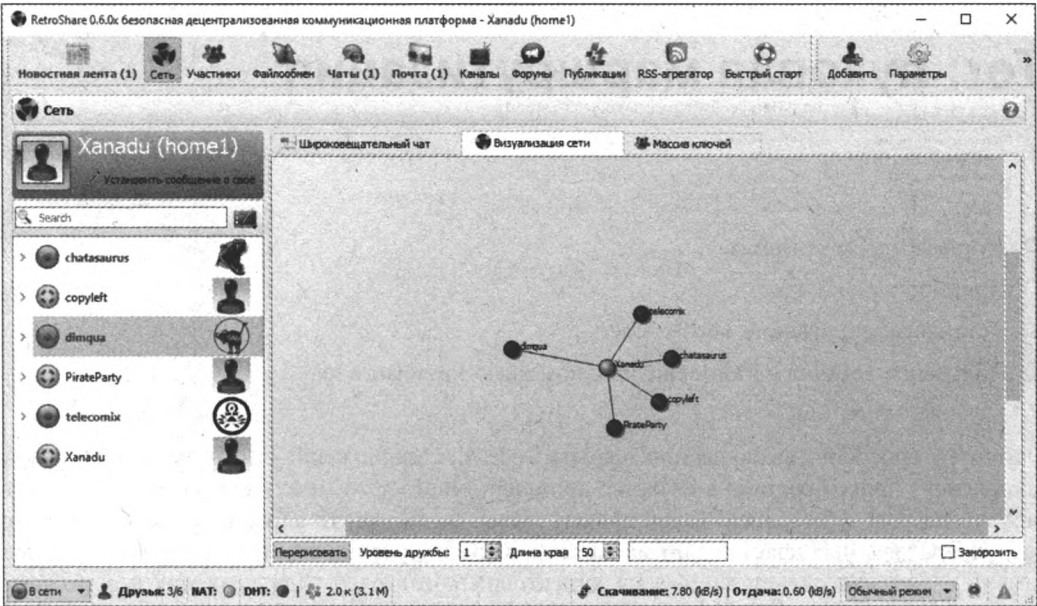 RetroShare 0.6.0x безопасная децентрализованная коммуникационная платформа - Xanadu (home1)
Новостная лента (1) Сеть Участники Файлообмен Чаты (1) Почта (1) Каналы Форумы Публикации RSS-агрегатор Быстрый старт Добавить Параметры »
Сеть
Xanadu (home1)
Установить сообщение о себе
Search
chatasaurus
copyleft
dimqua
PirateParty
telecomix
Xanadu
Широковещательный чат Визуализация сети Массив ключей
telecomix
dimqua
Xanadu
chatasaurus
copyleft
PirateParty
Перерисовать Уровень дружбы: 1 Длина края 50 Заморозить
В сети Друзья: 3/6 NAT: DHT: | 2.0 к (3.1 М) Скачивание: 7.80 (kB/s) | Отдача: 0.60 (kB/s) Обычный режим